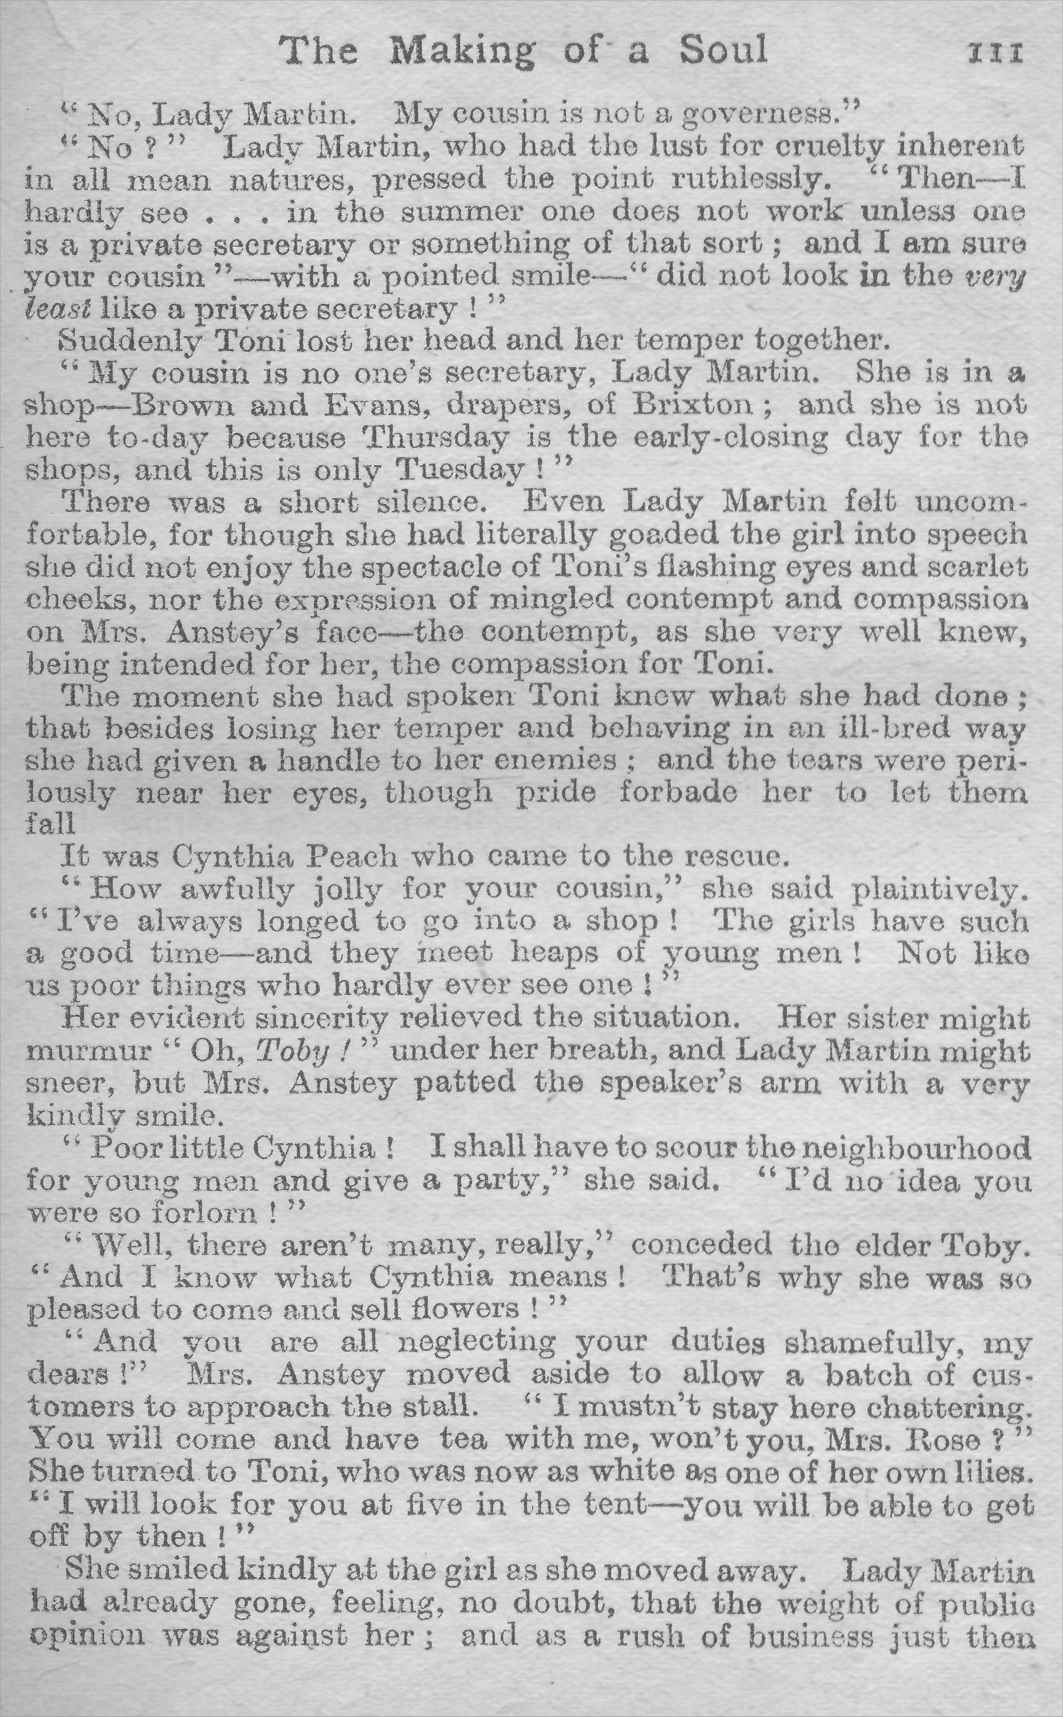 The Making of a Soul 111
" No, Lady Martin. My cousin is not a governess."
" No ? " Lady Martin, who had the lust for cruelty inherent
in all mean natures, pressed the point ruthlessly. " Then—I
hardly see . . . in the summer one does not work unless one
is a private secretary or something of that sort ; and I am sure
your cousin "—with a pointed smile—" did not look in the very
least like a private secretary ! "
Suddenly Toni lost her head and her temper together.
" My cousin is no one's secretary, Lady Martin. She is in a
shop—Brown and Evans, drapers, of Brixton ; and she is not
here to-day because Thursday is the early-closing day for the
shops, and this is only Tuesday ! "
There was a short silence. Even Lady Martin felt uncom-
fortable, for though she had literally goaded the girl into speech
she did not enjoy the spectacle of Toni's flashing eyes and scarlet
cheeks, nor the expression of mingled contempt and compassion
on Mrs. Anstey's face—the contempt, as she very well knew,
being intended for her, the compassion for Toni.
The moment she had spoken Toni knew what she had done ;
that besides losing her temper and behaving in an ill-bred way
she had given a handle to her enemies ; and the tears were peri-
lously near her eyes, though pride forbade her to let them
fall
It was Cynthia Peach who came to the rescue.
" How awfully jolly for your cousin," she said plaintively.
" I've always longed to go into a shop ! The girls have such
a good time—and they meet heaps of young men ! Not like
us poor things who hardly ever see one ! "
Her evident sincerity relieved the situation. Her sister might
murmur " Oh, Toby ! " under her breath, and Lady Martin might
sneer, but Mrs. Anstey patted the speaker's arm with a very
kindly smile.
" Poor little Cynthia ! I shall have to scour the neighbourhood
for young men and give a party," she said. " I'd no idea you
were so forlorn ! "
" Well, there aren't many, really," conceded the elder Toby.
" And I know what Cynthia means ! That's why she was so
pleased to come and sell flowers ! "
" And you are all neglecting your duties shamefully, my
dears !" Mrs. Anstey moved aside to allow a batch of cus-
tomers to approach the stall. " I mustn't stay here chattering.
You will come and have tea with me, won't you, Mrs. Rose ? "
She turned to Toni, who was now as white as one of her own lilies.
" I will look for you at five in the tent—you will be able to get
off by then ! "
She smiled kindly at the girl as she moved away. Lady Martin
had already gone, feeling, no doubt, that the weight of public
opinion was against her ; and as a rush of business just then